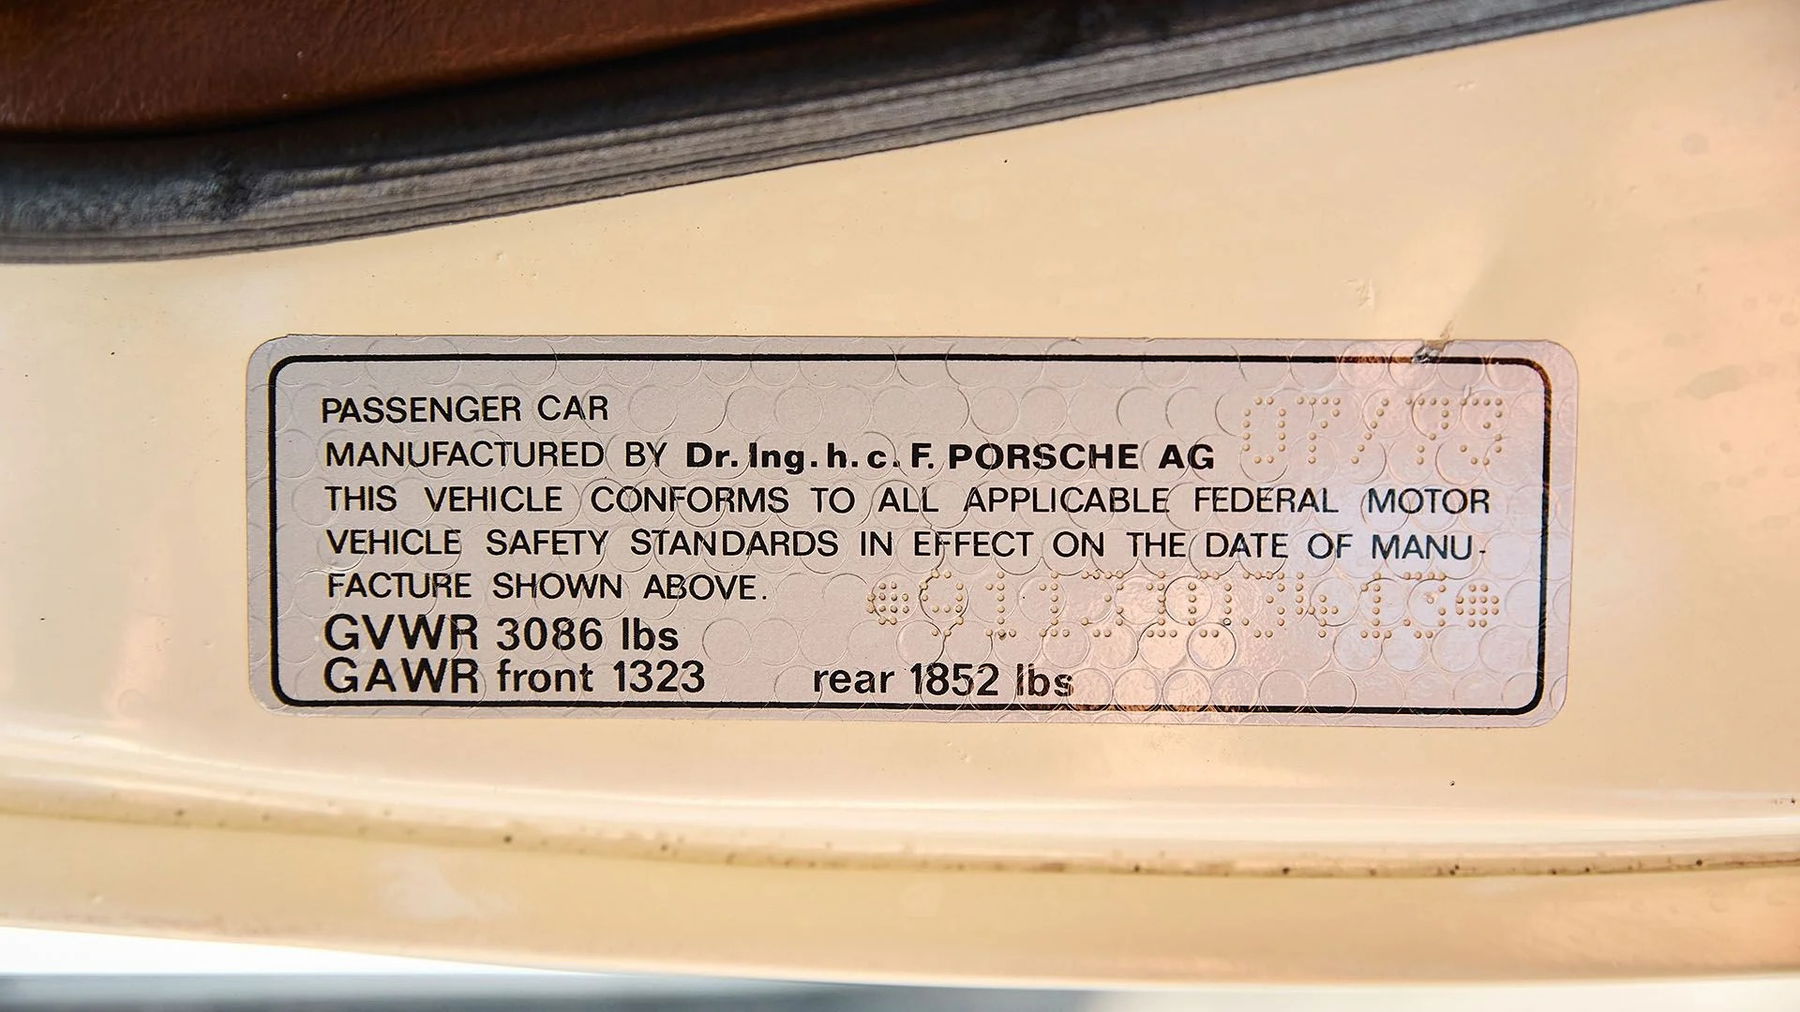 PASSENGER CAR
07/73
MANUFACTURED BY Dr. Ing. h. c. F. PORSCHE AG
THIS VEHICLE CONFORMS TO ALL APPLICABLE FEDERAL MOTOR
VEHICLE SAFETY STANDARDS IN EFFECT ON THE DATE OF MANU-
FACTURE SHOWN ABOVE.
GVWR 3086 lbs
GAWR front 1323 rear 1852 lbs